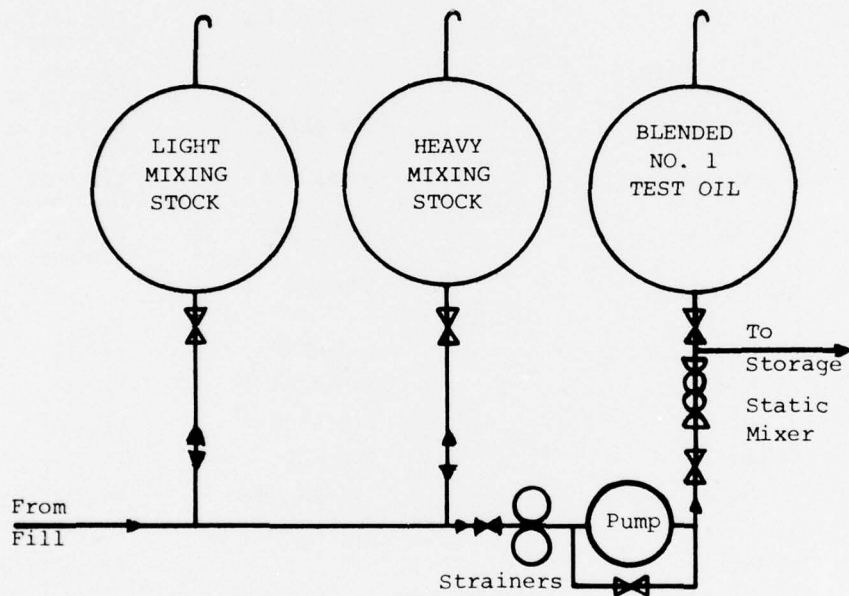 LIGHT
MIXING
STOCK
HEAVY
MIXING
STOCK
BLENDED
NO. 1
TEST OIL
To
Storage
Static
Mixer
From
Fill
Pump
Strainers